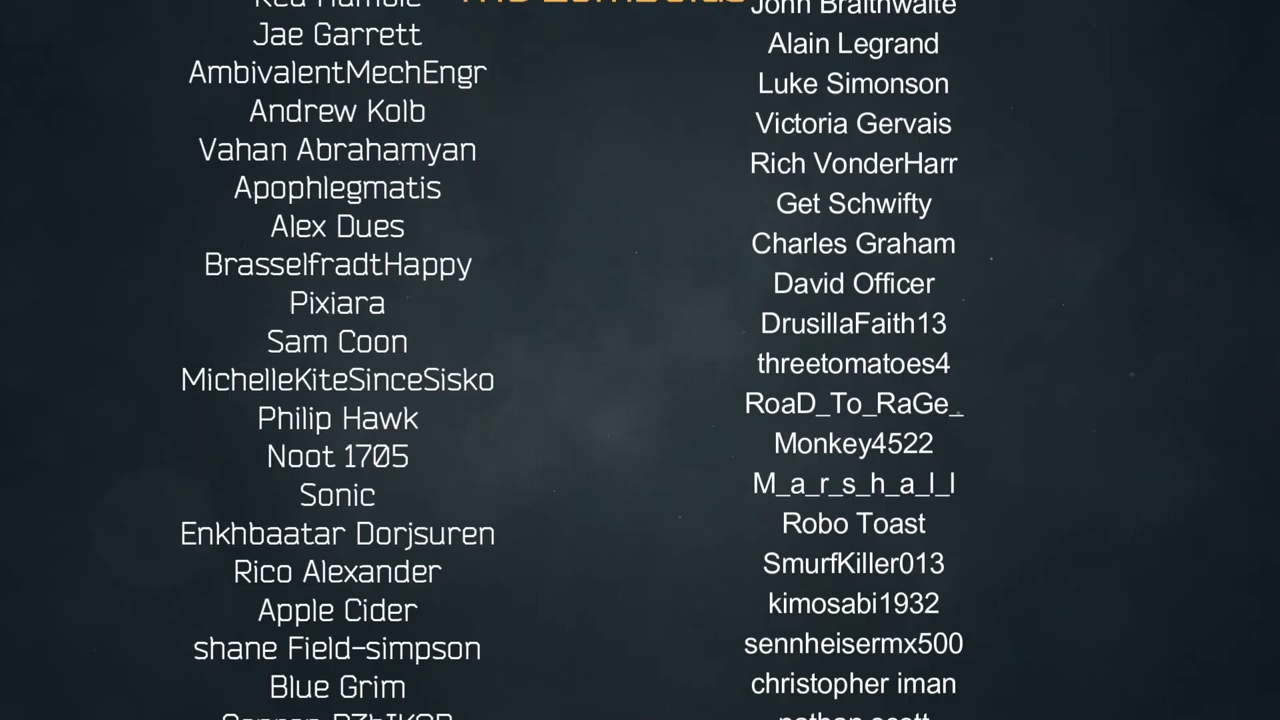 Jae Garrett
AmbivalentMechEngr
Andrew Kolb
Vahan Abrahamyan
Apophlegmatis
Alex Dues
BrasselfradtHappy
Pixiara
Sam Coon
MichelleKiteSinceSisko
Philip Hawk
Noot 1705
Sonic
Enkhbaatar Dorjsuren
Rico Alexander
Apple Cider
shane Field-simpson
Blue Grim
John Braithwaite
Alain Legrand
Luke Simonson
Victoria Gervais
Rich VonderHarr
Get Schwifty
Charles Graham
David Officer
DrusillaFaith13
threetomatoes4
RoaD_To_RaGe_
Monkey4522
M_a_r_s_h_a_l_l
Robo Toast
SmurfKiller013
kimosabi1932
sennheisermx500
christopher iman
nathan scott